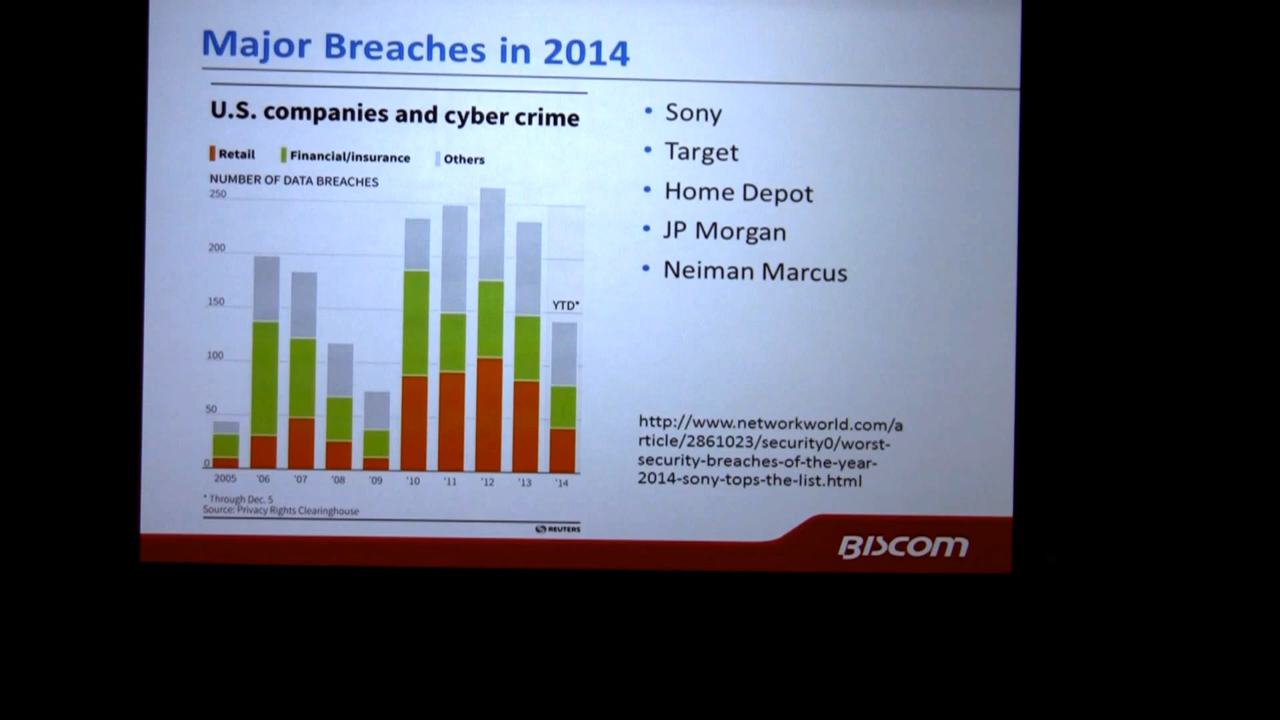 Major Breaches in 2014
U.S. companies and cyber crime
Retail Financial/insurance Others
NUMBER OF DATA BREACHES
250
200
150
100
50
0
YTD*
2005 '06 '07 '08 '09 '10 '11 '12 '13 '14
* Through Dec. 5
Source: Privacy Rights Clearinghouse
REUTERS
• Sony
• Target
• Home Depot
• JP Morgan
• Neiman Marcus
http://www.networkworld.com/a
rticle/2861023/security0/worst-
security-breaches-of-the-year-
2014-sony-tops-the-list.html
BISCOM